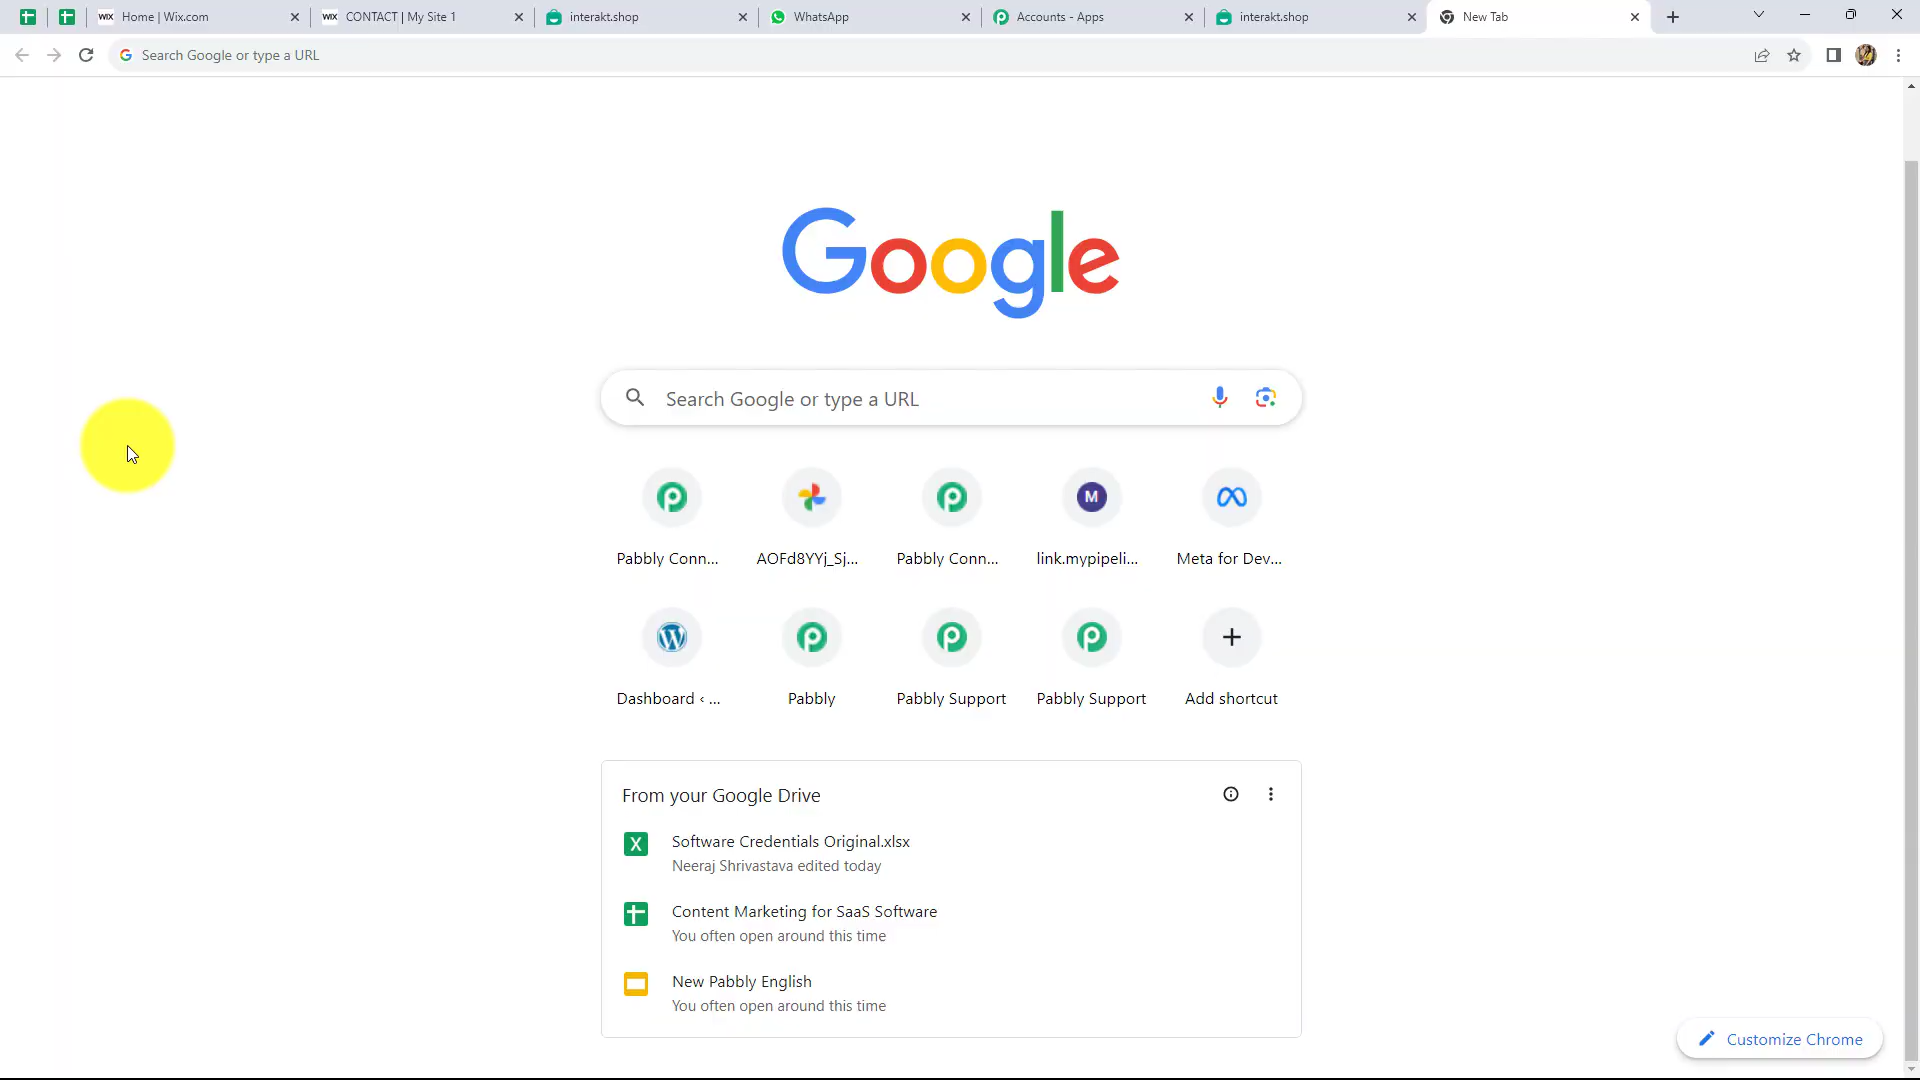 Home | Wix.com
CONTACT | My Site 1
interakt.shop
WhatsApp
Accounts - Apps
interakt.shop
New Tab
Search Google or type a URL
Google
Search Google or type a URL
Pabbly Conn...
AOFd8YYj_Sj...
Pabbly Conn...
M
link.mypipeli...
Meta for Dev...
Dashboard ‹ ...
Pabbly
Pabbly Support
Pabbly Support
Add shortcut
From your Google Drive
Software Credentials Original.xlsx
Neeraj Shrivastava edited today
Content Marketing for SaaS Software
You often open around this time
New Pabbly English
You often open around this time
Customize Chrome